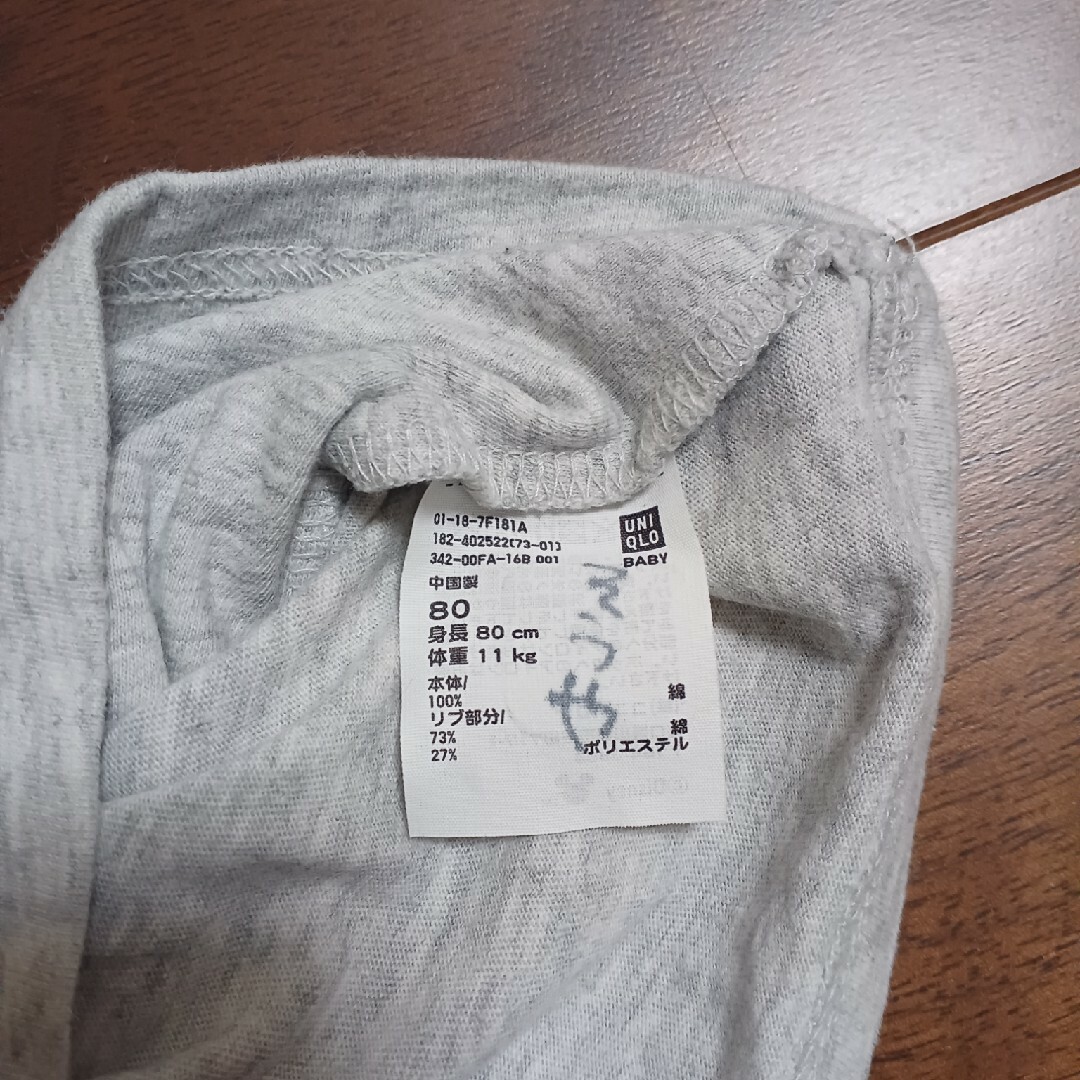 01-18-7F181A
182-402522(73-01)
342-00FA-16B 001
UNI
QLO
BABY
中国製
80
身長 80 cm
体重 11 kg
本体/
100% 綿
リブ部分/
73% 綿
27% ポリエステル